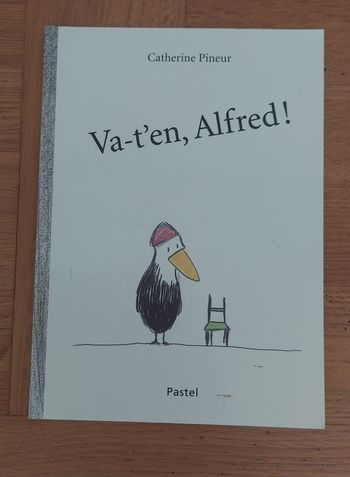 Catherine Pineur
Va-t'en, Alfred !
Pastel